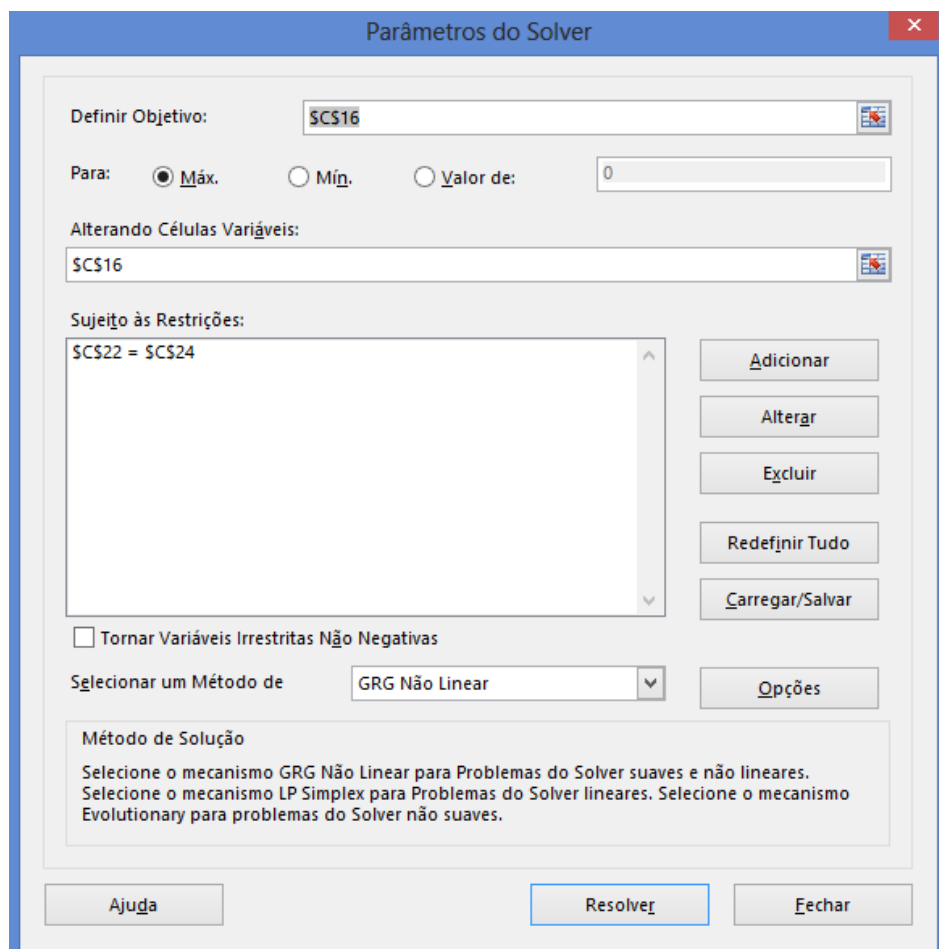 Parâmetros do Solver
Definir Objetivo: $C$16
Para: Máx. Mín. Valor de: 0
Alterando Células Variáveis:
$C$16
Sujeito às Restrições:
$C$22 = $C$24
Adicionar
Alterar
Excluir
Redefinir Tudo
Carregar/Salvar
Tornar Variáveis Irrestritas Não Negativas
Selecionar um Método de GRG Não Linear Opções
Método de Solução
Selecione o mecanismo GRG Não Linear para Problemas do Solver suaves e não lineares.
Selecione o mecanismo LP Simplex para Problemas do Solver lineares. Selecione o mecanismo
Evolutionary para problemas do Solver não suaves.
Ajuda Resolver Fechar